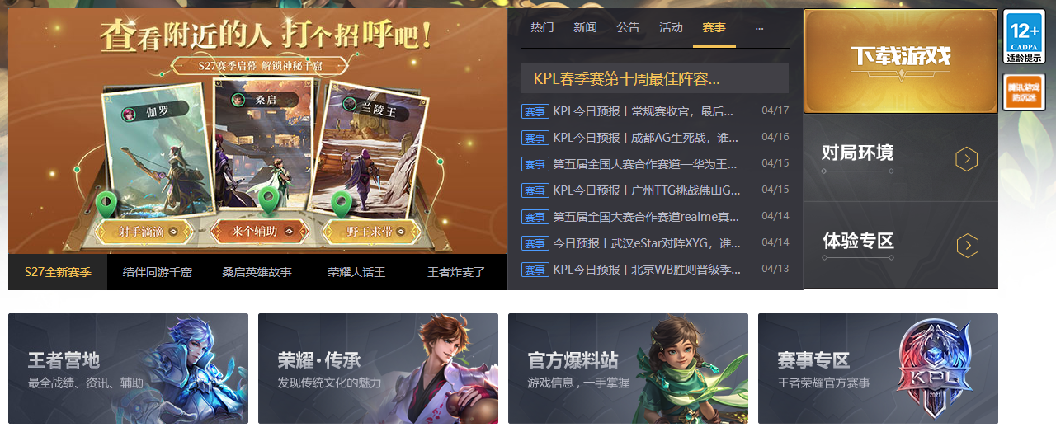 查看附近的人 打个招呼吧!
S27赛季启幕 解锁神秘千窟
伽罗
桑启
兰陵王
对手滴滴
来个辅助
野王求带
S27全新赛季
结伴同游千窟
桑启英雄故事
荣耀人话王
王者炸麦了
热门 新闻 公告 活动 赛事 ...
KPL春季赛第十周最佳阵容...
赛事 KPL今日预报丨常规赛收官，最后... 04/17
赛事 KPL今日预报丨成都AG生死战，谁... 04/16
赛事 第五届全国大赛合作赛道—华为王... 04/15
赛事 KPL今日预报丨广州TTG挑战佛山G... 04/15
赛事 第五届全国大赛合作赛道realme真... 04/14
赛事 今日预报丨武汉eStar对阵XYG，谁... 04/14
赛事 KPL今日预报丨北京WB胜则晋级季... 04/13
下载游戏
对局环境
体验专区
12+
CADPA
适龄提示
王者营地
最全战绩、资讯、辅助
荣耀·传承
发现传统文化的魅力
官方爆料站
游戏信息，一手掌握
赛事专区
王者荣耀官方赛事
KPL